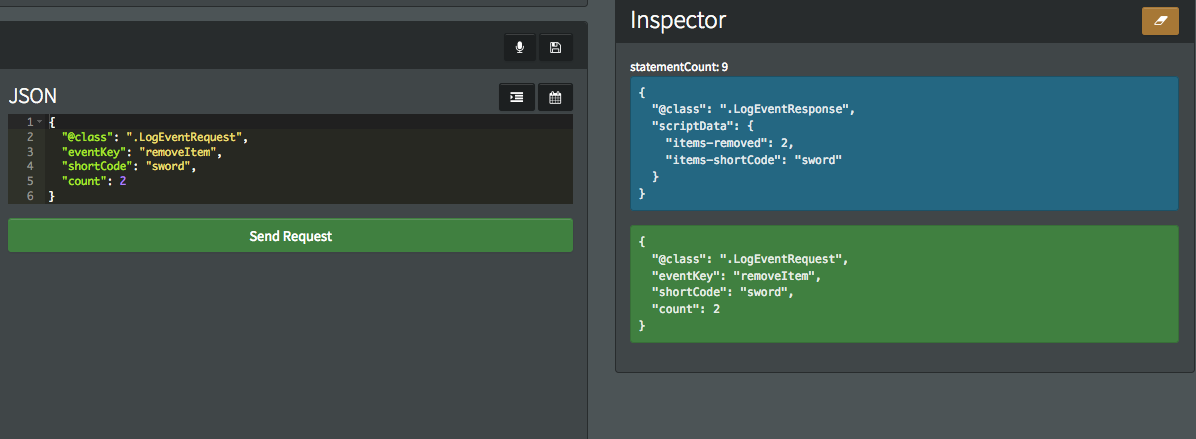 JSON
1 {
2 "@class": ".LogEventRequest",
3 "eventKey": "removeItem",
4 "shortCode": "sword",
5 "count": 2
6 }
Send Request
Inspector
statementCount: 9
{
"@class": ".LogEventResponse",
"scriptData": {
"items-removed": 2,
"items-shortCode": "sword"
}
}
{
"@class": ".LogEventRequest",
"eventKey": "removeItem",
"shortCode": "sword",
"count": 2
}